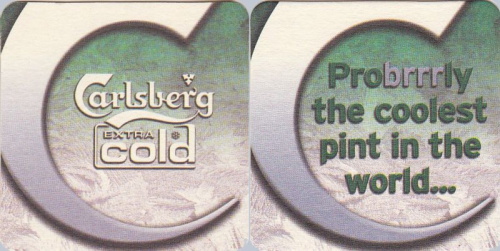 Carlsberg
EXTRA
cold
Probrrrly
the coolest
pint in the
world...